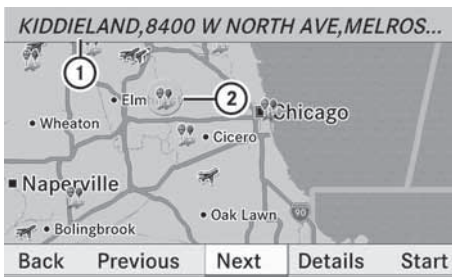 KIDDIELAND,8400 W NORTH AVE,MELROS...
1
Elm
2
Chicago
Wheaton
Cicero
Naperville
Oak Lawn
90
Bolingbrook
Back Previous Next Details Start